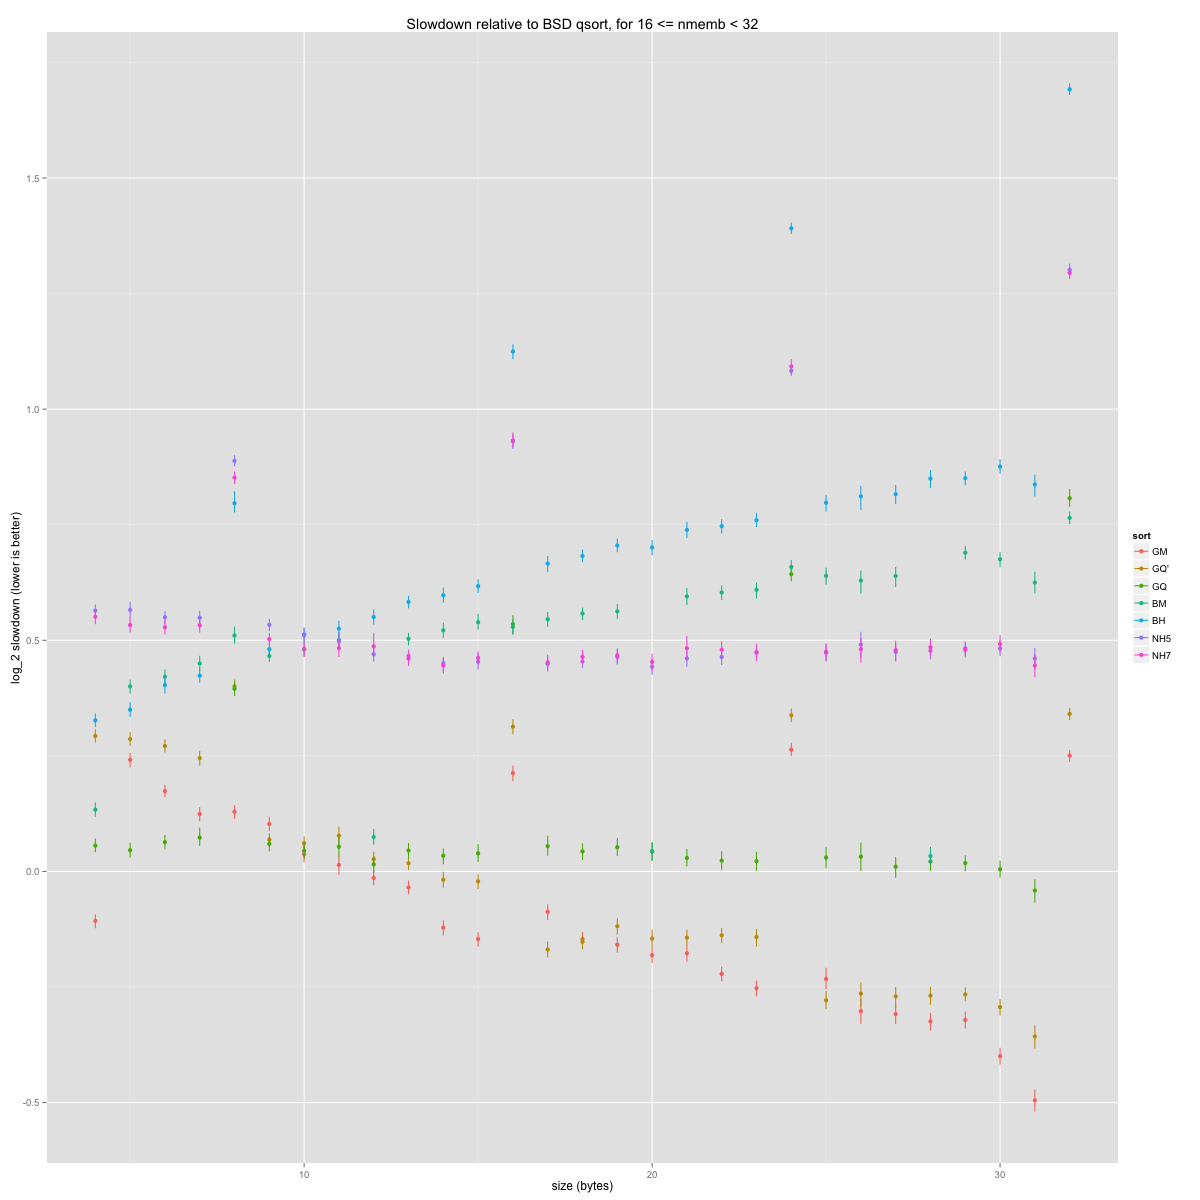 Slowdown relative to BSD qsort, for 16 <= nmemb < 32
log_2 slowdown (lower is better)
1.5
1.0
0.5
0.0
-0.5
10
20
30
size (bytes)
sort
GM
GQ'
GQ
BM
BH
NH5
NH7